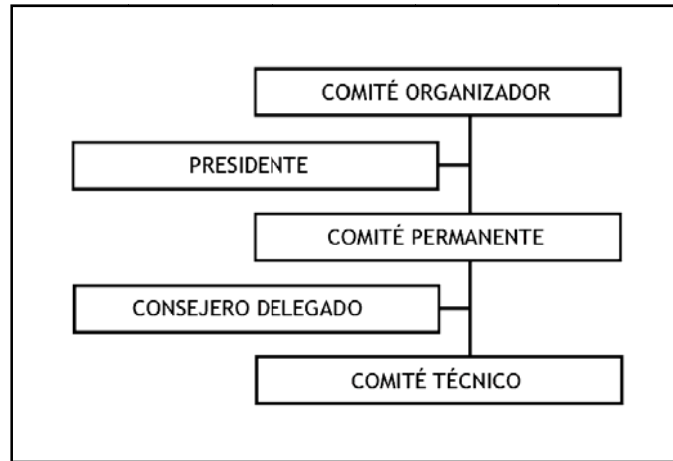 COMITÉ ORGANIZADOR
PRESIDENTE
COMITÉ PERMANENTE
CONSEJERO DELEGADO
COMITÉ TÉCNICO